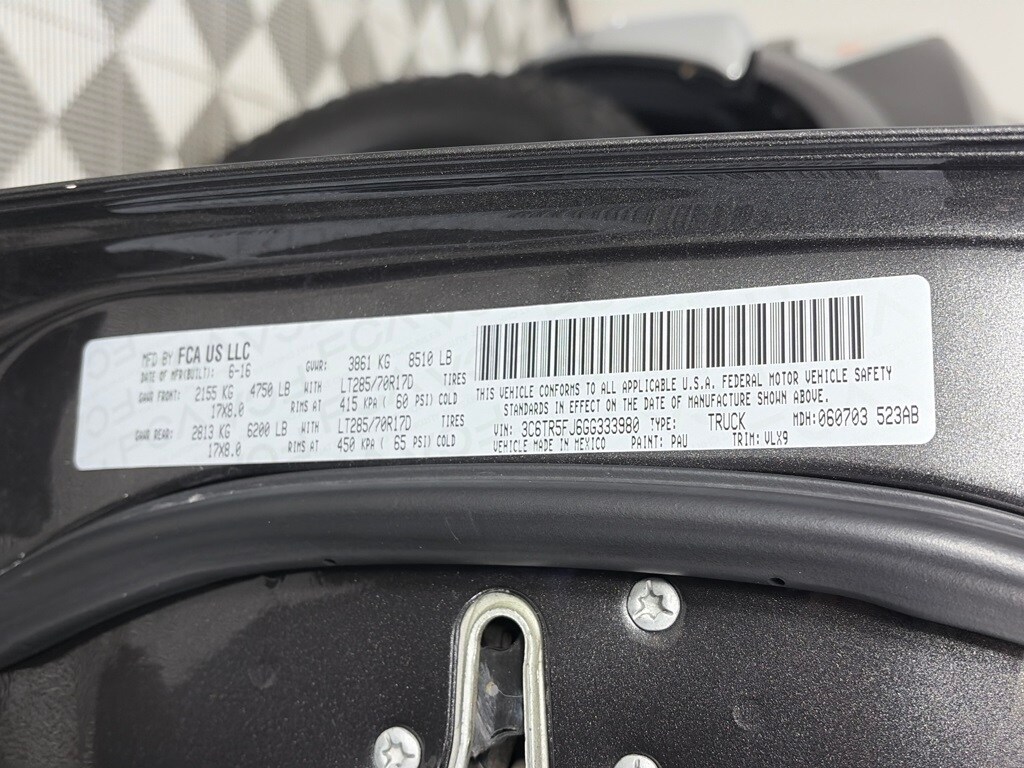 MFD BY FCA US LLC
DATE OF MFR(BUILT): 6-16 GVWR: 3861 KG 8510 LB
GAWR FRONT: 2155 KG 4750 LB WITH LT285/70R17D TIRES
17X8.0 RIMS AT 415 KPA ( 60 PSI) COLD
GAWR REAR: 2813 KG 6200 LB WITH LT285/70R17D TIRES
17X8.0 RIMS AT 450 KPA ( 65 PSI) COLD
THIS VEHICLE CONFORMS TO ALL APPLICABLE U.S.A. FEDERAL MOTOR VEHICLE SAFETY
STANDARDS IN EFFECT ON THE DATE OF MANUFACTURE SHOWN ABOVE.
VIN: 3C6TR5FJ6GG333980 TYPE: TRUCK MDH:060703 523AB
VEHICLE MADE IN MEXICO PAINT: PAU TRIM: VLX9